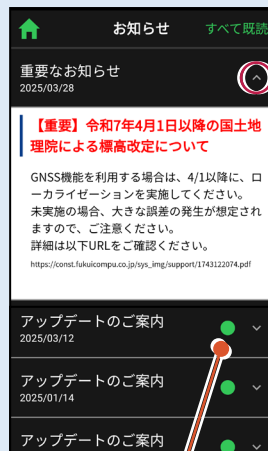 お知らせ
すべて既読
重要なお知らせ
2025/03/28
【重要】令和7年4月1日以降の国土地
理院による標高改定について
GNSS機能を利用する場合は、4/1以降に、ロ
ーカライゼーションを実施してください。
未実施の場合、大きな誤差の発生が想定され
ますので、ご注意ください。
詳細は以下URLをご確認ください。
https://const.fukuicompu.co.jp/sys_img/support/1743122074.pdf
アップデートのご案内
2025/03/12
アップデートのご案内
2025/01/14
アップデートのご案内